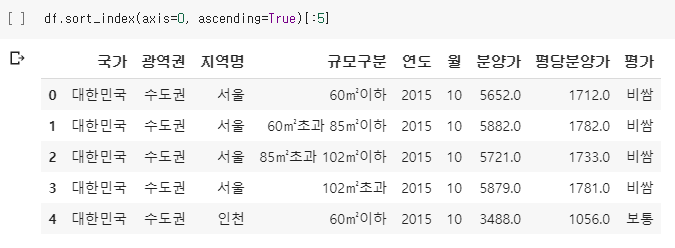 [ ] df.sort_index(axis=0, ascending=True)[:5]
국가 광역권 지역명 규모구분 연도 월 분양가 평당분양가 평가
0 대한민국 수도권 서울 60㎡이하 2015 10 5652.0 1712.0 비쌈
1 대한민국 수도권 서울 60㎡초과 85㎡이하 2015 10 5882.0 1782.0 비쌈
2 대한민국 수도권 서울 85㎡초과 102㎡이하 2015 10 5721.0 1733.0 비쌈
3 대한민국 수도권 서울 102㎡초과 2015 10 5879.0 1781.0 비쌈
4 대한민국 수도권 인천 60㎡이하 2015 10 3488.0 1056.0 보통